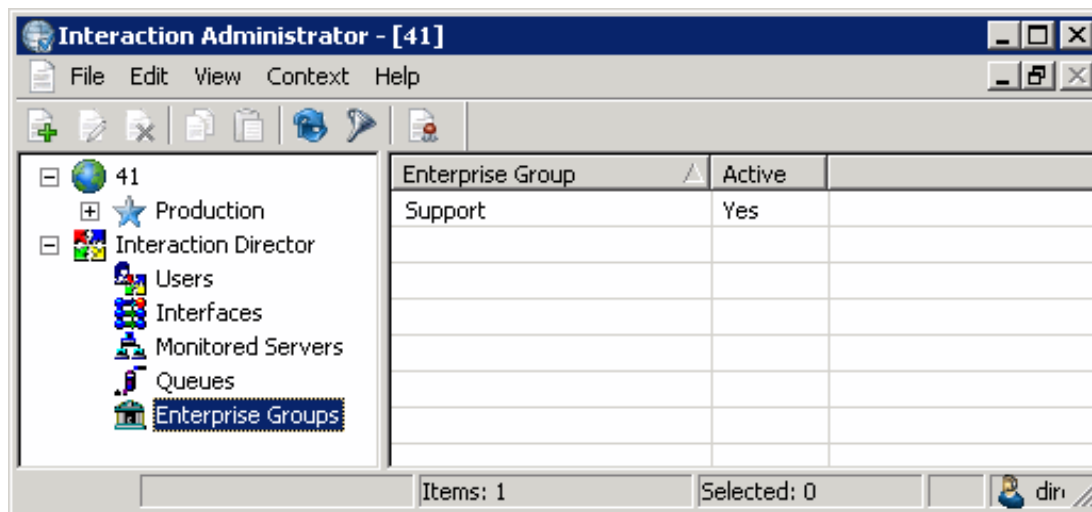 Interaction Administrator - [41]
File Edit View Context Help
41
Production
Interaction Director
Users
Interfaces
Monitored Servers
Queues
Enterprise Groups
Enterprise Group Active
Support Yes
Items: 1 Selected: 0